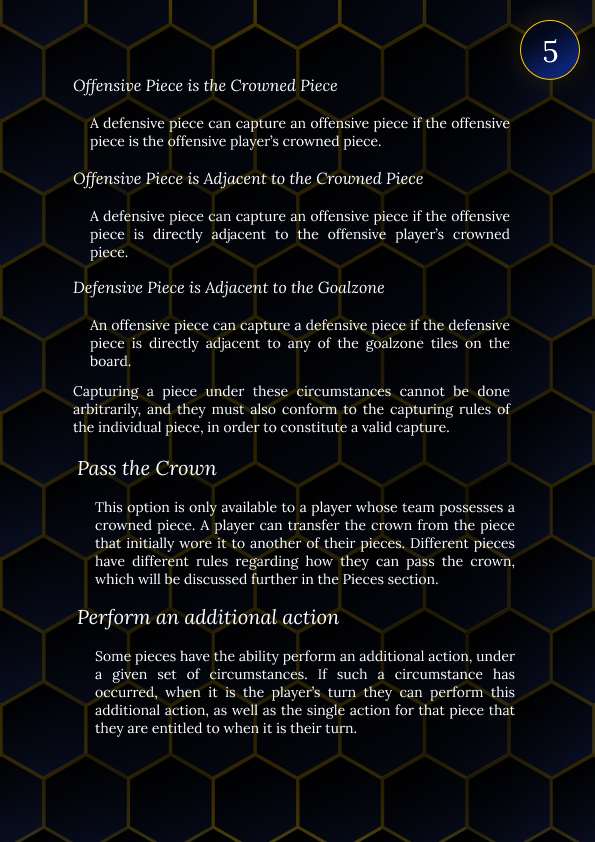 5
Offensive Piece is the Crowned Piece
A defensive piece can capture an offensive piece if the offensive
piece is the offensive player’s crowned piece.
Offensive Piece is Adjacent to the Crowned Piece
A defensive piece can capture an offensive piece if the offensive
piece is directly adjacent to the offensive player’s crowned
piece.
Defensive Piece is Adjacent to the Goalzone
An offensive piece can capture a defensive piece if the defensive
piece is directly adjacent to any of the goalzone tiles on the
board.
Capturing a piece under these circumstances cannot be done
arbitrarily, and they must also conform to the capturing rules of
the individual piece, in order to constitute a valid capture.
Pass the Crown
This option is only available to a player whose team possesses a
crowned piece. A player can transfer the crown from the piece
that initially wore it to another of their pieces. Different pieces
have different rules regarding how they can pass the crown,
which will be discussed further in the Pieces section.
Perform an additional action
Some pieces have the ability perform an additional action, under
a given set of circumstances. If such a circumstance has
occurred, when it is the player’s turn they can perform this
additional action, as well as the single action for that piece that
they are entitled to when it is their turn.